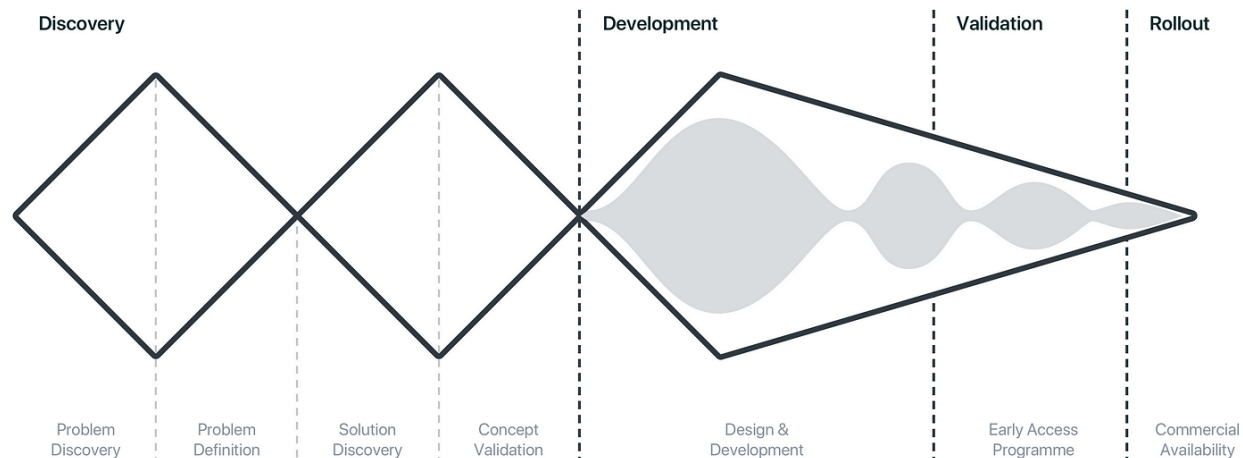 Discovery
Development
Validation
Rollout
Problem
Discovery
Problem
Definition
Solution
Discovery
Concept
Validation
Design &
Development
Early Access
Programme
Commercial
Availability